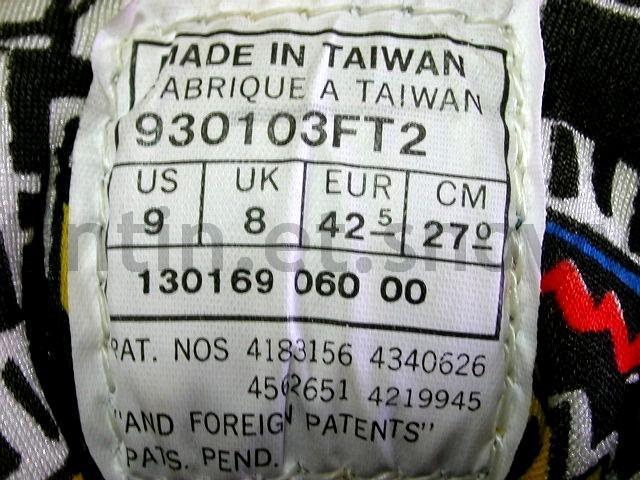 MADE IN TAIWAN
FABRIQUE A TAIWAN
930103FT2
US UK EUR CM
9 8 42 5 27 0
130169 060 00
PAT. NOS 4183156 4340626
4562651 4219945
"AND FOREIGN PATENTS"
PATS. PEND.